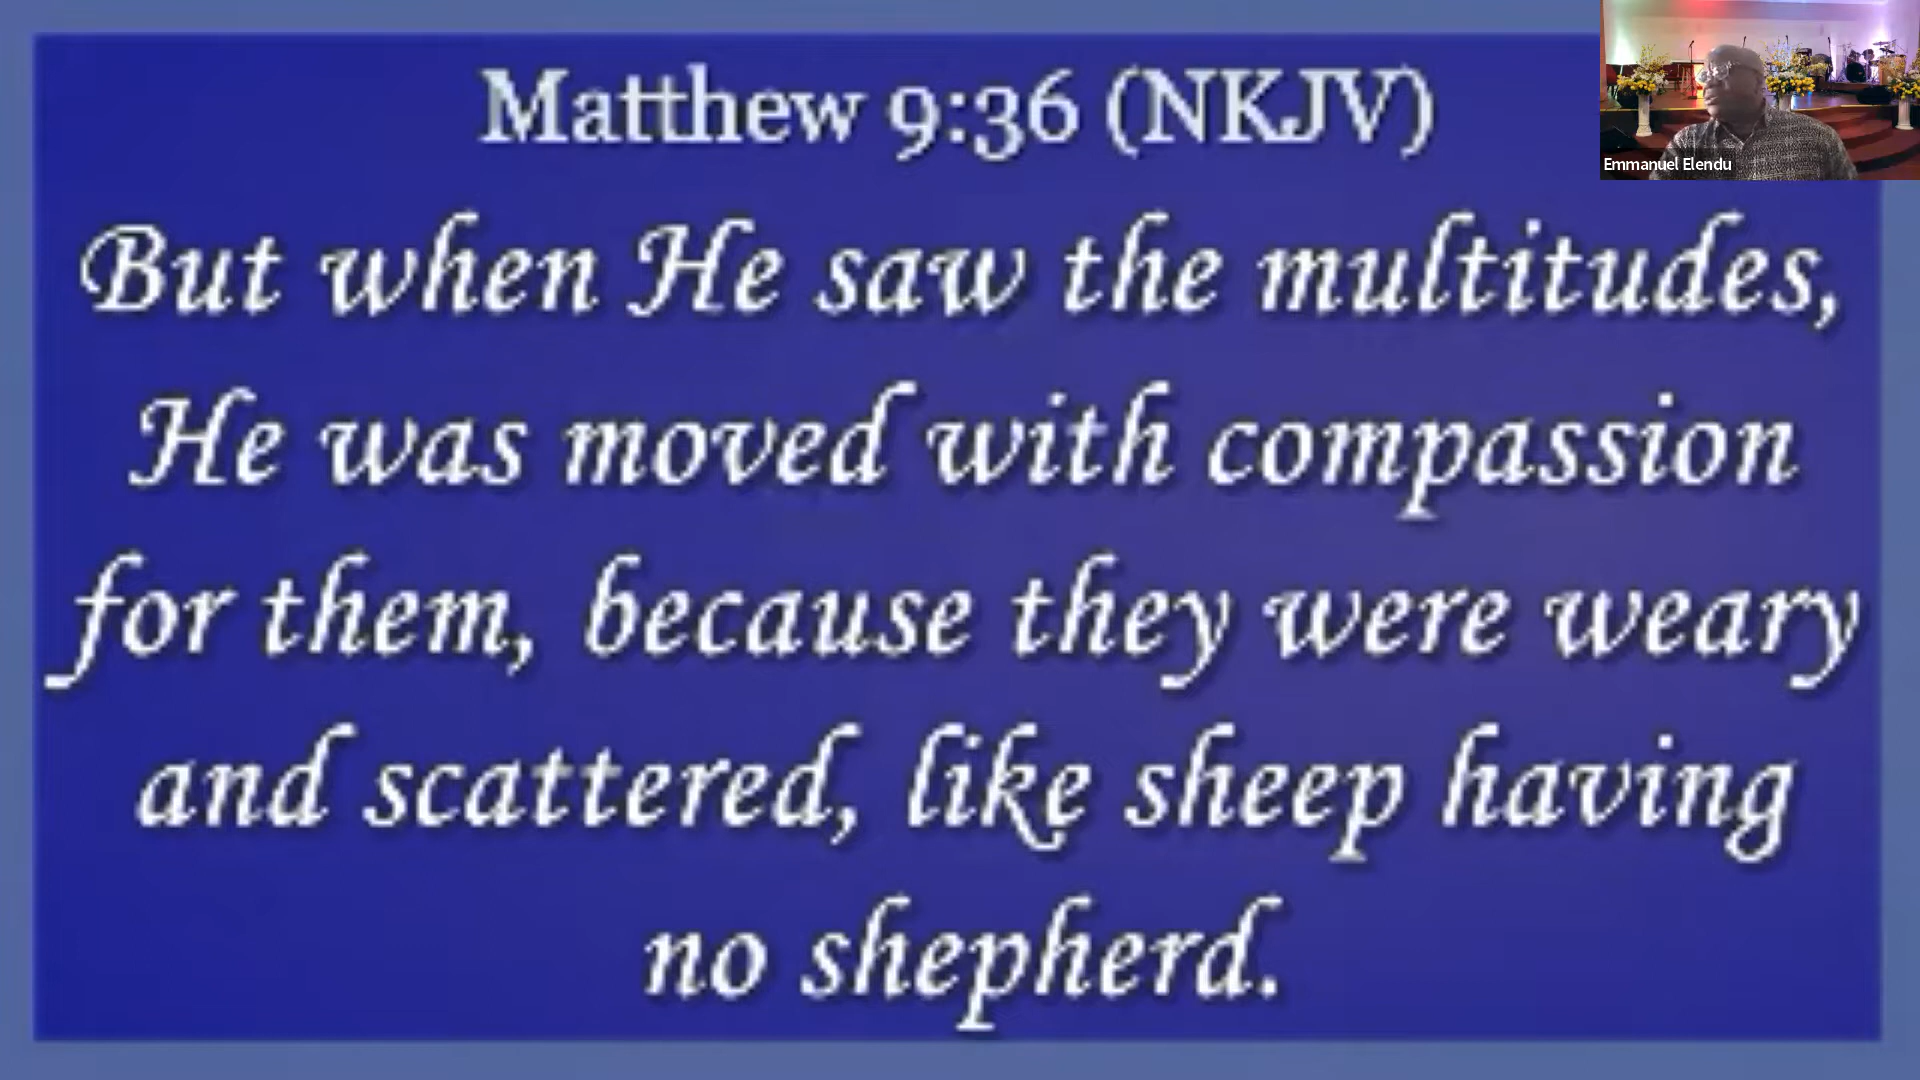 Matthew 9:36 (NKJV)
But when He saw the multitudes,
He was moved with compassion
for them, because they were weary
and scattered, like sheep having
no shepherd.
Emmanuel Elendu